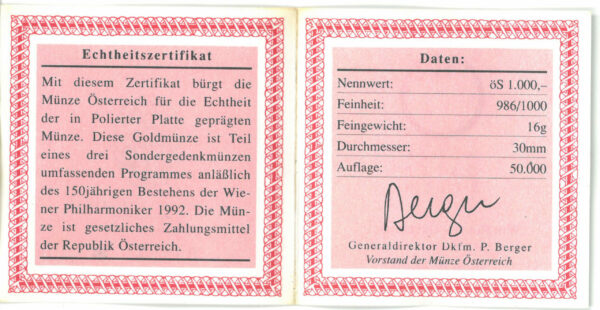 Echtheitszertifikat
Mit diesem Zertifikat bürgt die
Münze Österreich für die Echtheit
der in Polierter Platte geprägten
Münze. Diese Goldmünze ist Teil
eines drei Sondergedenkmünzen
umfassenden Programmes anläßlich
des 150jährigen Bestehens der Wie-
ner Philharmoniker 1992. Die Mün-
ze ist gesetzliches Zahlungsmittel
der Republik Österreich.
Daten:
Nennwert: öS 1.000,–
Feinheit: 986/1000
Feingewicht: 16g
Durchmesser: 30mm
Auflage: 50.000
Berger
Generaldirektor Dkfm. P. Berger
Vorstand der Münze Österreich